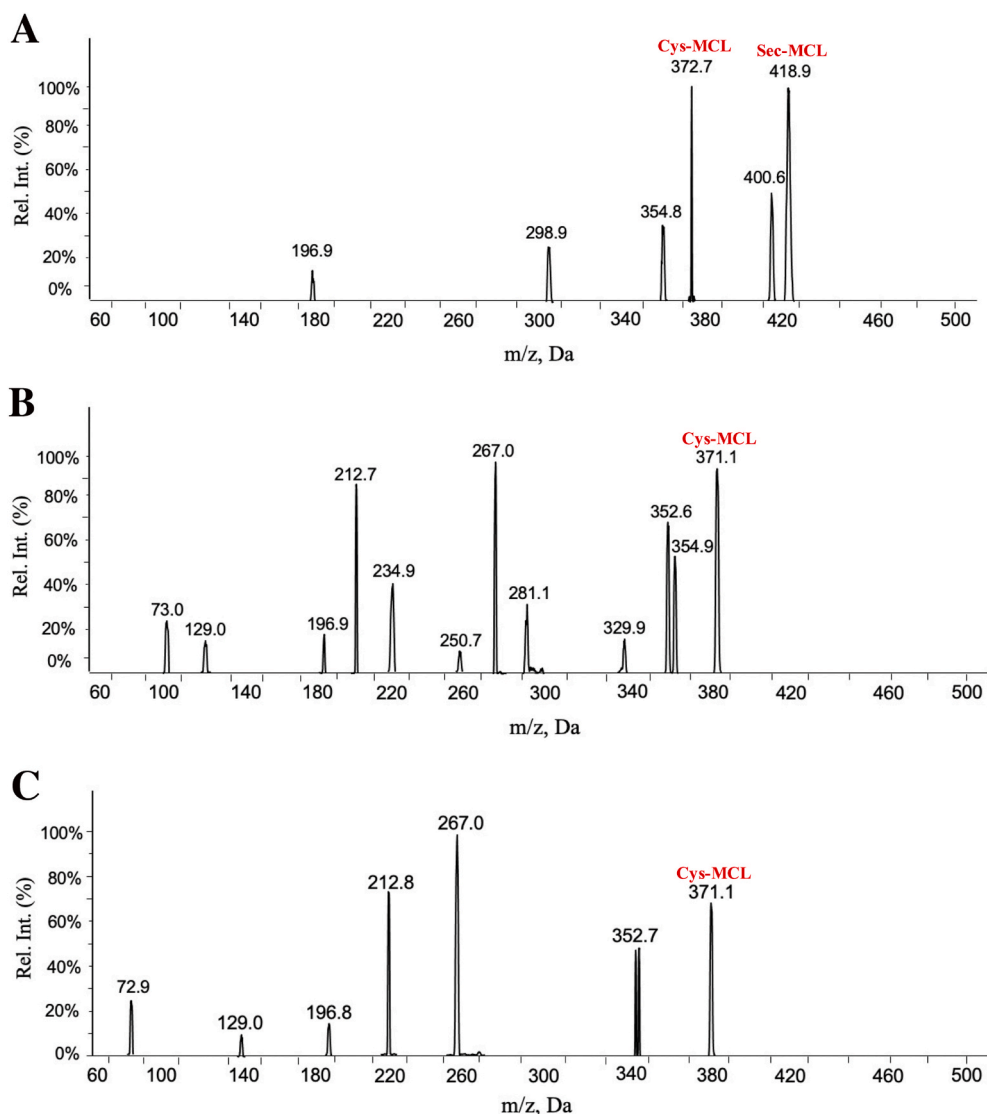 A
Cys-MCL Sec-MCL
372.7 418.9
100%
80%
400.6
60%
354.8
40%
298.9
196.9
20%
0%
Rel. Int. (%)
60 100 140 180 220 260 300 340 380 420 460 500
m/z, Da
B
Cys-MCL
267.0 371.1
100%
212.7
80%
352.6
60%
234.9 354.9
40%
73.0 281.1
129.0 196.9 329.9
20% 250.7
0%
Rel. Int. (%)
60 100 140 180 220 260 300 340 380 420 460 500
m/z, Da
C
267.0
100%
Cys-MCL
212.8 371.1
80%
60%
352.7
40%
72.9
20%
129.0 196.8
0%
Rel. Int. (%)
60 100 140 180 220 260 300 340 380 420 460 500
m/z, Da